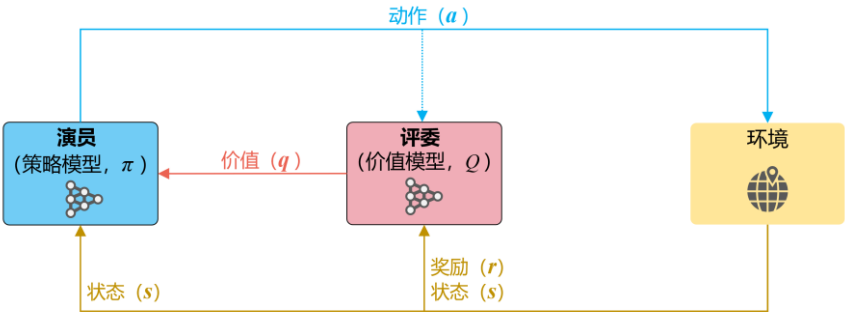 动作（a）
演员
（策略模型，π）
价值（q）
评委
（价值模型，Q）
环境
状态（s）
奖励（r）
状态（s）